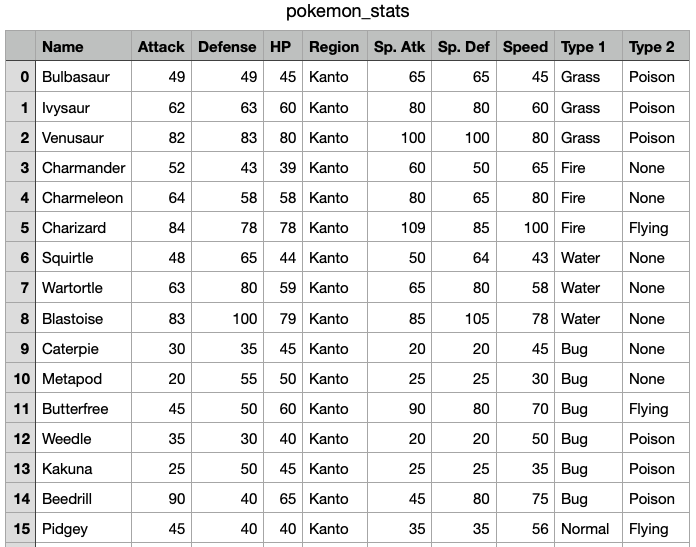 pokemon_stats
Name Attack Defense HP Region Sp. Atk Sp. Def Speed Type 1 Type 2
0 Bulbasaur 49 49 45 Kanto 65 65 45 Grass Poison
1 Ivysaur 62 63 60 Kanto 80 80 60 Grass Poison
2 Venusaur 82 83 80 Kanto 100 100 80 Grass Poison
3 Charmander 52 43 39 Kanto 60 50 65 Fire None
4 Charmeleon 64 58 58 Kanto 80 65 80 Fire None
5 Charizard 84 78 78 Kanto 109 85 100 Fire Flying
6 Squirtle 48 65 44 Kanto 50 64 43 Water None
7 Wartortle 63 80 59 Kanto 65 80 58 Water None
8 Blastoise 83 100 79 Kanto 85 105 78 Water None
9 Caterpie 30 35 45 Kanto 20 20 45 Bug None
10 Metapod 20 55 50 Kanto 25 25 30 Bug None
11 Butterfree 45 50 60 Kanto 90 80 70 Bug Flying
12 Weedle 35 30 40 Kanto 20 20 50 Bug Poison
13 Kakuna 25 50 45 Kanto 25 25 35 Bug Poison
14 Beedrill 90 40 65 Kanto 45 80 75 Bug Poison
15 Pidgey 45 40 40 Kanto 35 35 56 Normal Flying